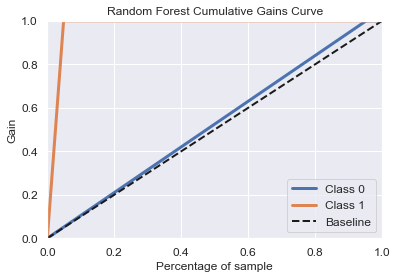 Random Forest Cumulative Gains Curve
1.0
0.8
0.6
0.4
0.2
0.0
Gain
0.0 0.2 0.4 0.6 0.8 1.0
Percentage of sample
Class 0
Class 1
Baseline